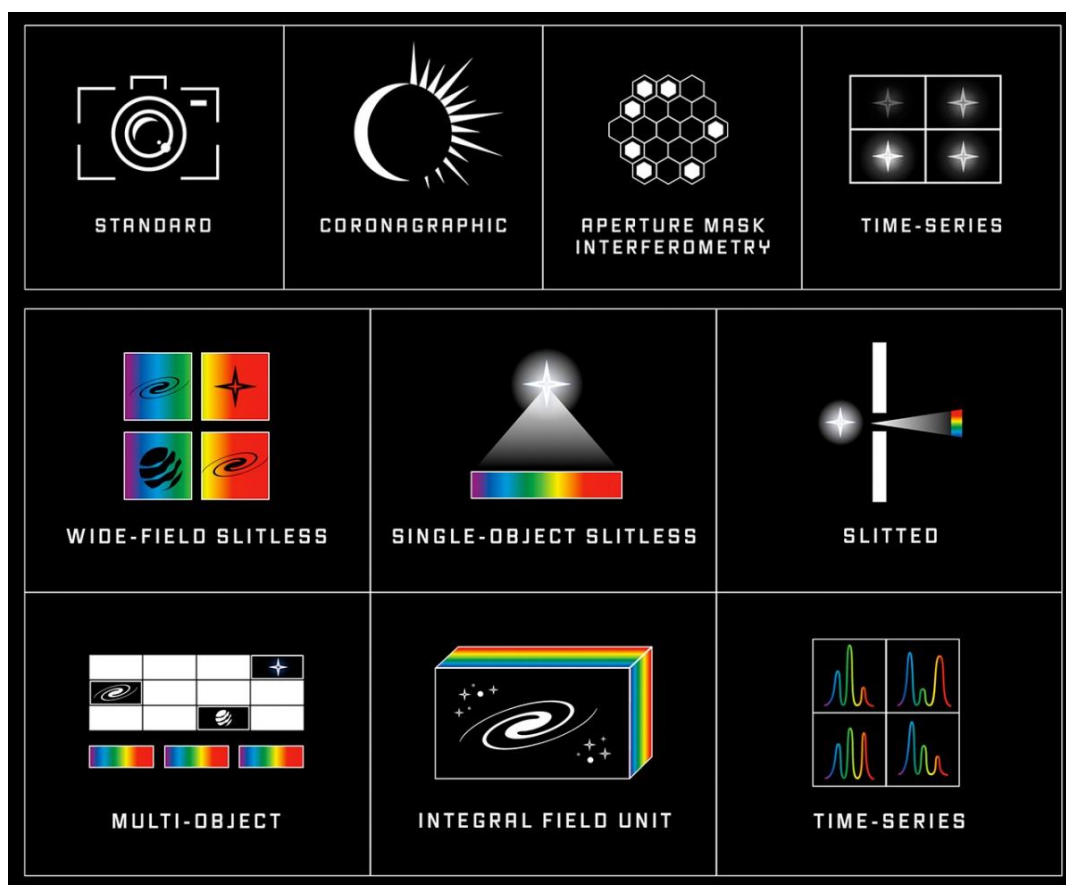 STANDARD
CORONAGRAPHIC
APERTURE MASK
INTERFEROMETRY
TIME-SERIES
WIDE-FIELD SLITLESS
SINGLE-OBJECT SLITLESS
SLITTED
MULTI-OBJECT
INTEGRAL FIELD UNIT
TIME-SERIES